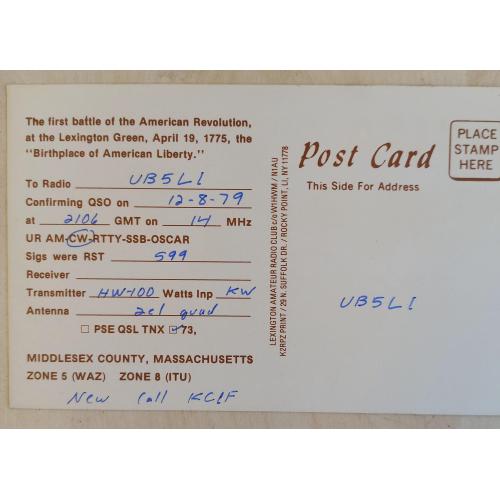 The first battle of the American Revolution,
at the Lexington Green, April 19, 1775, the
"Birthplace of American Liberty."
To Radio UB5LI
Confirming QSO on 12-8-79
at 2106 GMT on 14 MHz
UR AM-CW-RTTY-SSB-OSCAR
Sigs were RST 599
Receiver
Transmitter HW-100 Watts Inp KW
Antenna 2el quad
PSE QSL TNX 73,
MIDDLESEX COUNTY, MASSACHUSETTS
ZONE 5 (WAZ) ZONE 8 (ITU)
New Call KC1F
LEXINGTON AMATEUR RADIO CLUB c/o W1HWM / N1AU
K2RPZ PRINT / 29 N. SUFFOLK DR. / ROCKY POINT, LI, NY 11778
Post Card
This Side For Address
PLACE
STAMP
HERE
UB5LI